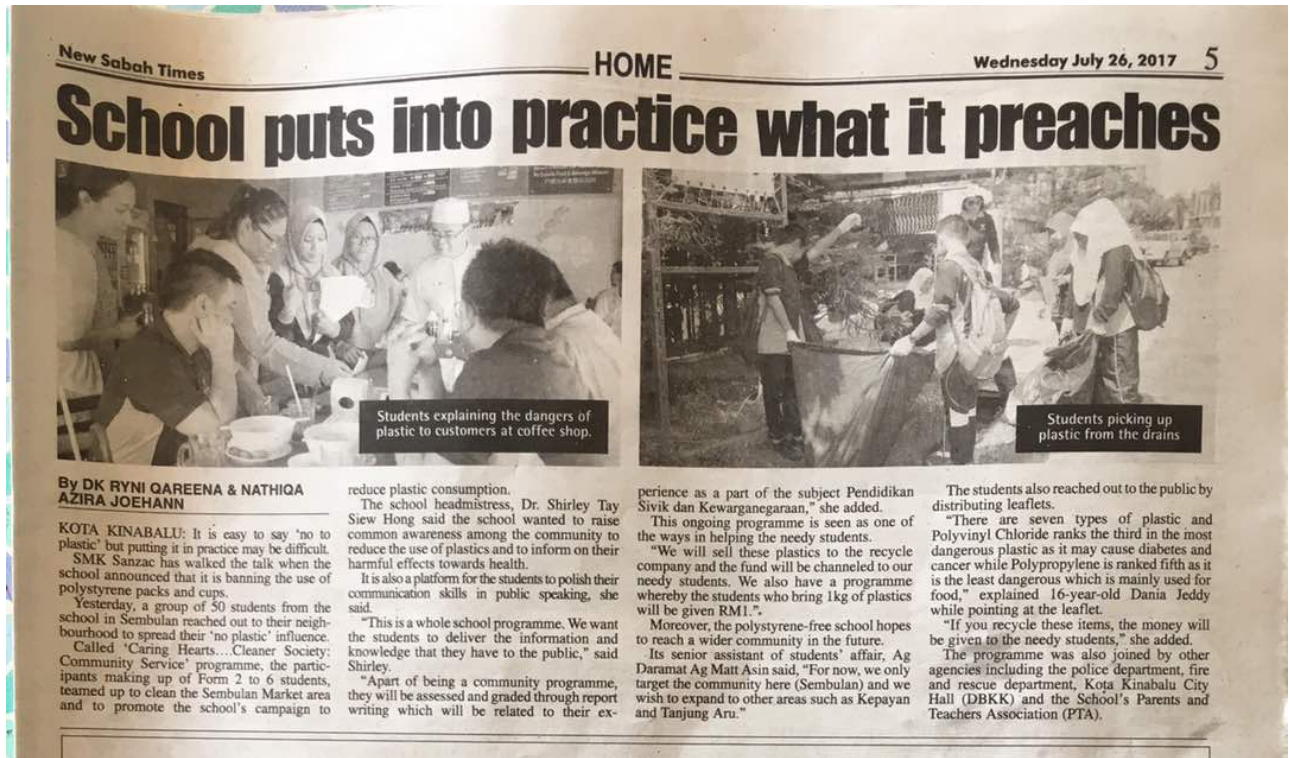 New Sabah Times
HOME
Wednesday July 26, 2017 5
School puts into practice what it preaches
Students explaining the dangers of
plastic to customers at coffee shop.
Students picking up
plastic from the drains
By DK RYNI QAREENA & NATHIQA
AZIRA JOEHANN
KOTA KINABALU: It is easy to say 'no to
plastic' but putting it in practice may be difficult.
SMK Sanzac has walked the talk when the
school announced that it is banning the use of
polystyrene packs and cups.
Yesterday, a group of 50 students from the
school in Sembulan reached out to their neigh-
bourhood to spread their 'no plastic' influence.
Called 'Caring Hearts....Cleaner Society:
Community Service' programme, the partic-
ipants making up of Form 2 to 6 students,
teamed up to clean the Sembulan Market area
and to promote the school's campaign to
reduce plastic consumption.
The school headmistress, Dr. Shirley Tay
Siew Hong said the school wanted to raise
common awareness among the community to
reduce the use of plastics and to inform on their
harmful effects towards health.
It is also a platform for the students to polish their
communication skills in public speaking, she
said.
"This is a whole school programme. We want
the students to deliver the information and
knowledge that they have to the public," said
Shirley.
"Apart of being a community programme,
they will be assessed and graded through report
writing which will be related to their ex-
perience as a part of the subject Pendidikan
Sivik dan Kewarganegaraan," she added.
This ongoing programme is seen as one of
the ways in helping the needy students.
"We will sell these plastics to the recycle
company and the fund will be channeled to our
needy students. We also have a programme
whereby the students who bring 1kg of plastics
will be given RM1.".
Moreover, the polystyrene-free school hopes
to reach a wider community in the future.
Its senior assistant of students' affair, Ag
Daramat Ag Matt Asin said, "For now, we only
target the community here (Sembulan) and we
wish to expand to other areas such as Kepayan
and Tanjung Aru."
The students also reached out to the public by
distributing leaflets.
"There are seven types of plastic and
Polyvinyl Chloride ranks the third in the most
dangerous plastic as it may cause diabetes and
cancer while Polypropylene is ranked fifth as it
is the least dangerous which is mainly used for
food," explained 16-year-old Dania Jeddy
while pointing at the leaflet.
"If you recycle these items, the money will
be given to the needy students," she added.
The programme was also joined by other
agencies including the police department, fire
and rescue department, Kota Kinabalu City
Hall (DBKK) and the School's Parents and
Teachers Association (PTA).